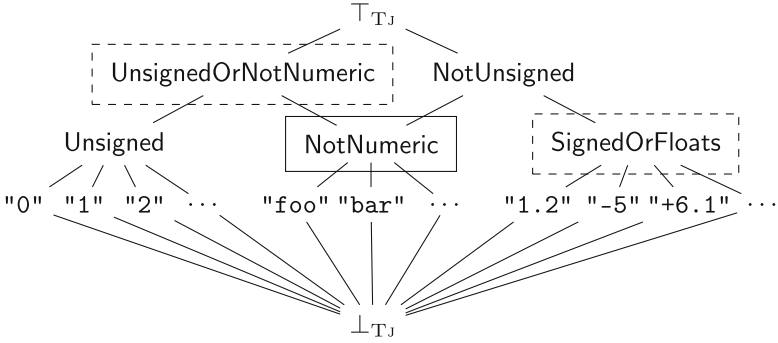 ⊤TJ
UnsignedOrNotNumeric NotUnsigned
Unsigned NotNumeric SignedOrFloats
"0" "1" "2" ··· "foo" "bar" ··· "1.2" "-5" "+6.1" ···
⊥TJ